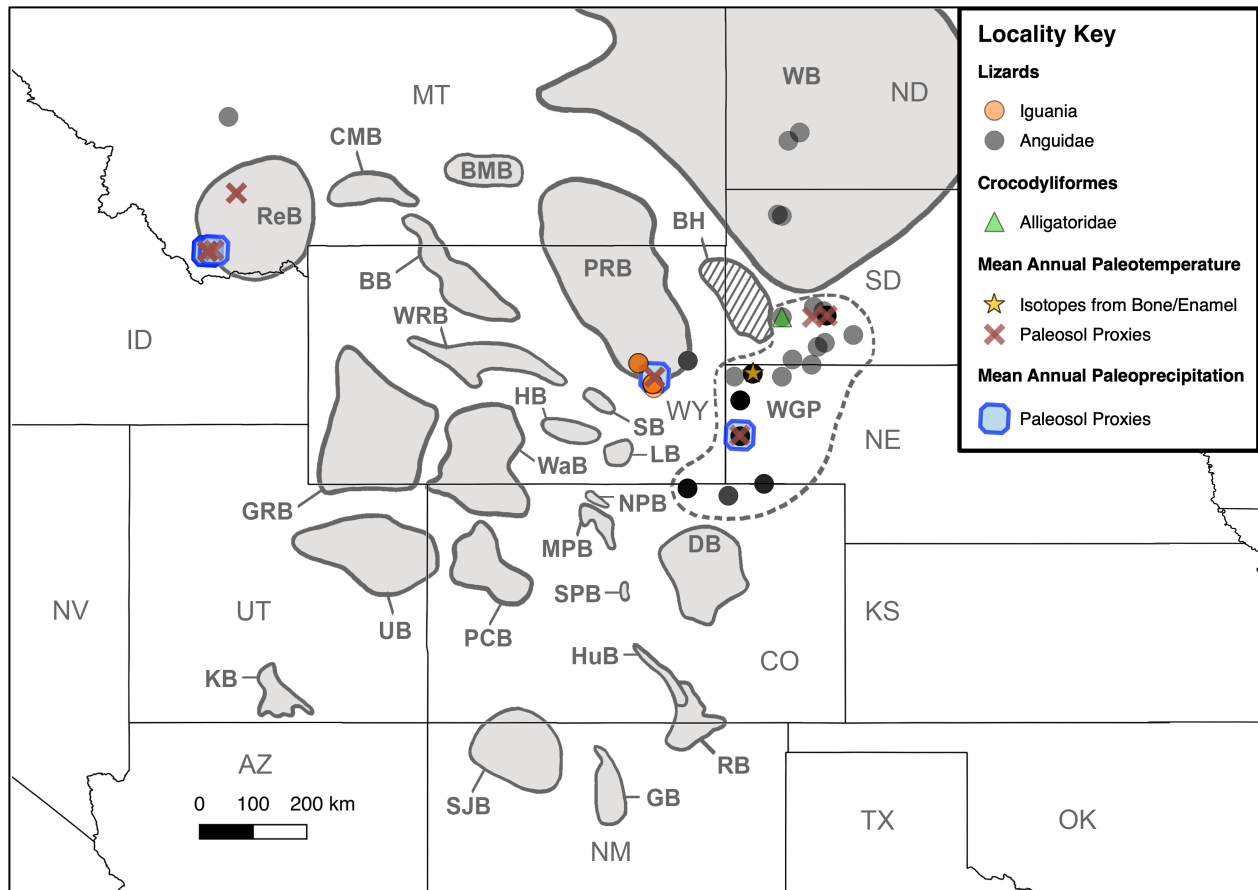 Locality Key
Lizards
Iguania
Anguidae
Crocodyliformes
Alligatoridae
Mean Annual Paleotemperature
Isotopes from Bone/Enamel
Paleosol Proxies
Mean Annual Paleoprecipitation
Paleosol Proxies
WB
ND
MT
CMB
BMB
ReB
BH
PRB
BB
SD
WRB
ID
HB
WY
WGP
SB
NE
LB
WaB
GRB
NPB
MPB
DB
SPB
NV
UT
KS
UB
PCB
HuB
CO
KB
AZ
RB
SJB
GB
0 100 200 km
TX
OK
NM